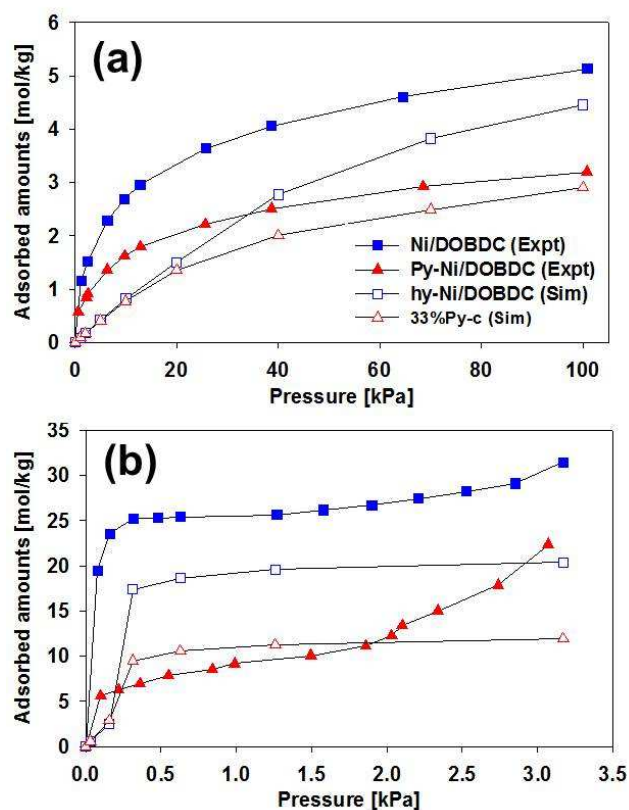 (a)
Adsorbed amounts [mol/kg]
6
5
4
3
2
1
0
Ni/DOBDC (Expt)
Py-Ni/DOBDC (Expt)
hy-Ni/DOBDC (Sim)
33%Py-c (Sim)
0 20 40 60 80 100
Pressure [kPa]
(b)
Adsorbed amounts [mol/kg]
35
30
25
20
15
10
5
0
0.0 0.5 1.0 1.5 2.0 2.5 3.0 3.5
Pressure [kPa]